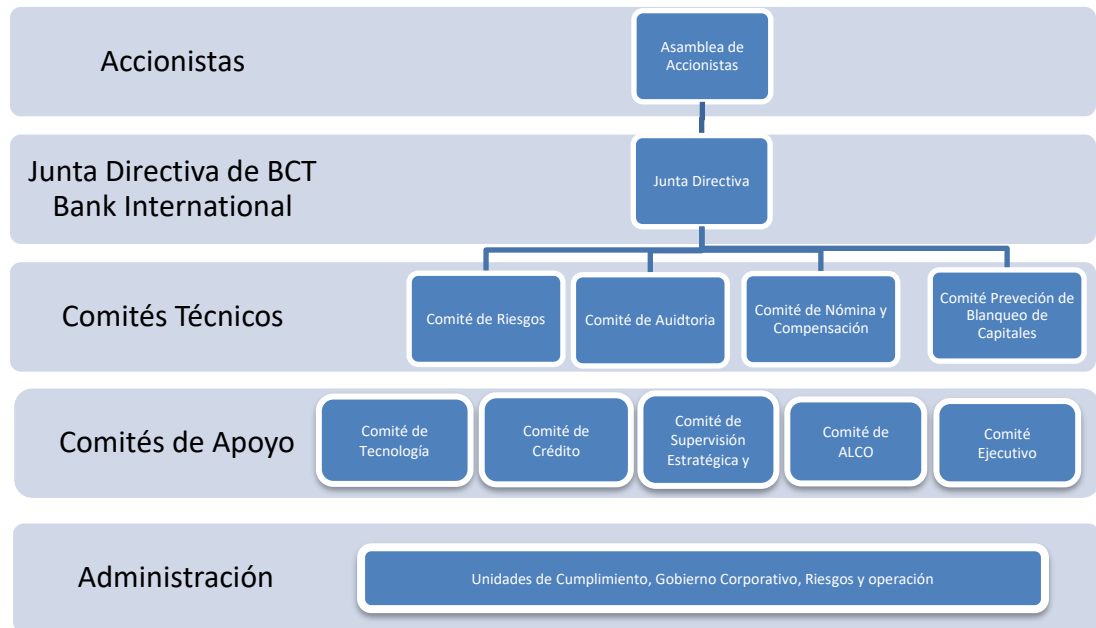 Accionistas
Asamblea de
Accionistas
Junta Directiva de BCT
Bank International
Junta Directiva
Comités Técnicos
Comité de Riesgos
Comité de Auidtoria
Comité de Nómina y
Compensación
Comité Preveción de
Blanqueo de
Capitales
Comités de Apoyo
Comité de
Tecnología
Comité de
Crédito
Comité de
Supervisión
Estratégica y
Comité de
ALCO
Comité
Ejecutivo
Administración
Unidades de Cumplimiento, Gobierno Corporativo, Riesgos y operación